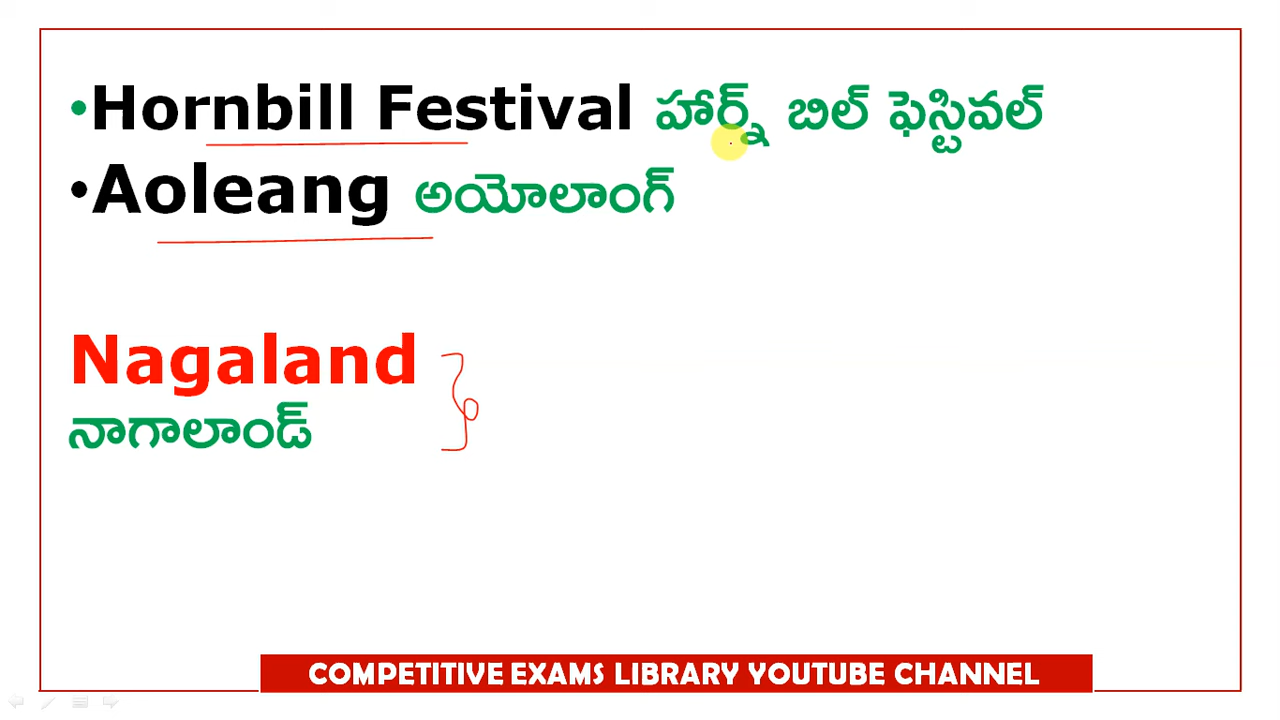 •Hornbill Festival హార్న్ బిల్ ఫెస్టివల్
•Aoleang అయోలాంగ్
Nagaland
నాగాలాండ్
COMPETITIVE EXAMS LIBRARY YOUTUBE CHANNEL